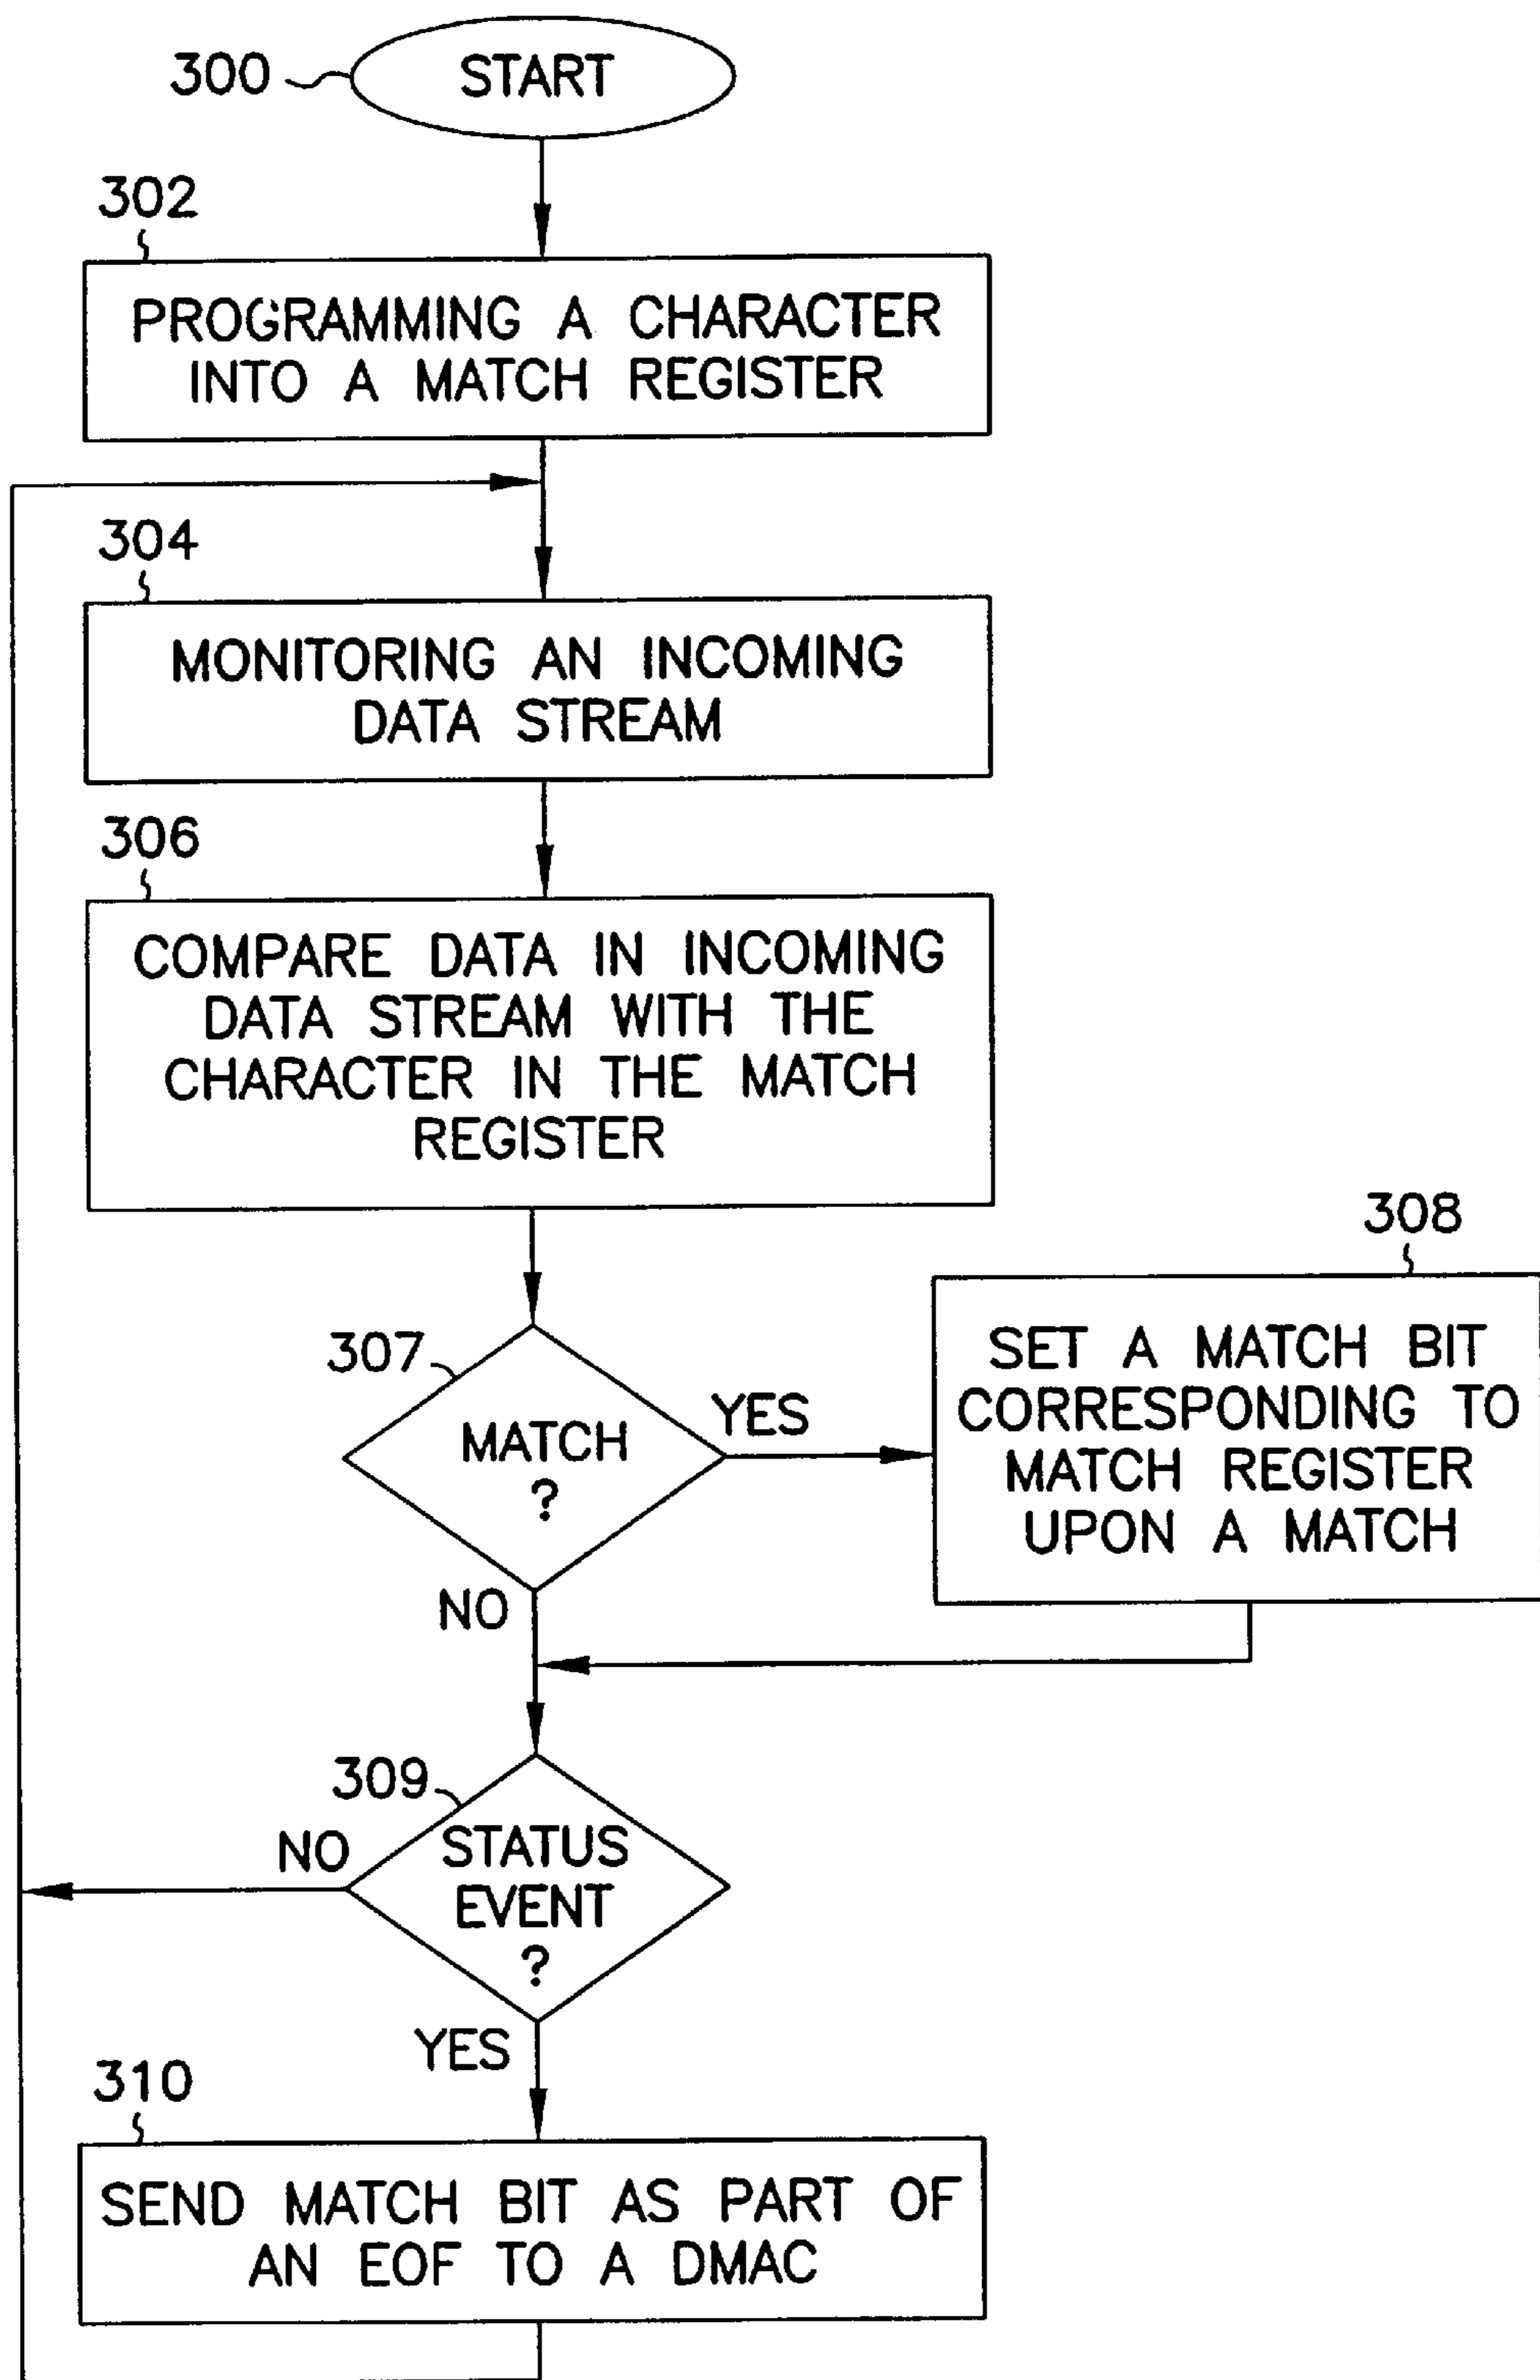 300
START
302
PROGRAMMING A CHARACTER
INTO A MATCH REGISTER
304
MONITORING AN INCOMING
DATA STREAM
306
COMPARE DATA IN INCOMING
DATA STREAM WITH THE
CHARACTER IN THE MATCH
REGISTER
307
MATCH
?
YES
308
SET A MATCH BIT
CORRESPONDING TO
MATCH REGISTER
UPON A MATCH
NO
309
STATUS
EVENT
?
NO
YES
310
SEND MATCH BIT AS PART OF
AN EOF TO A DMAC